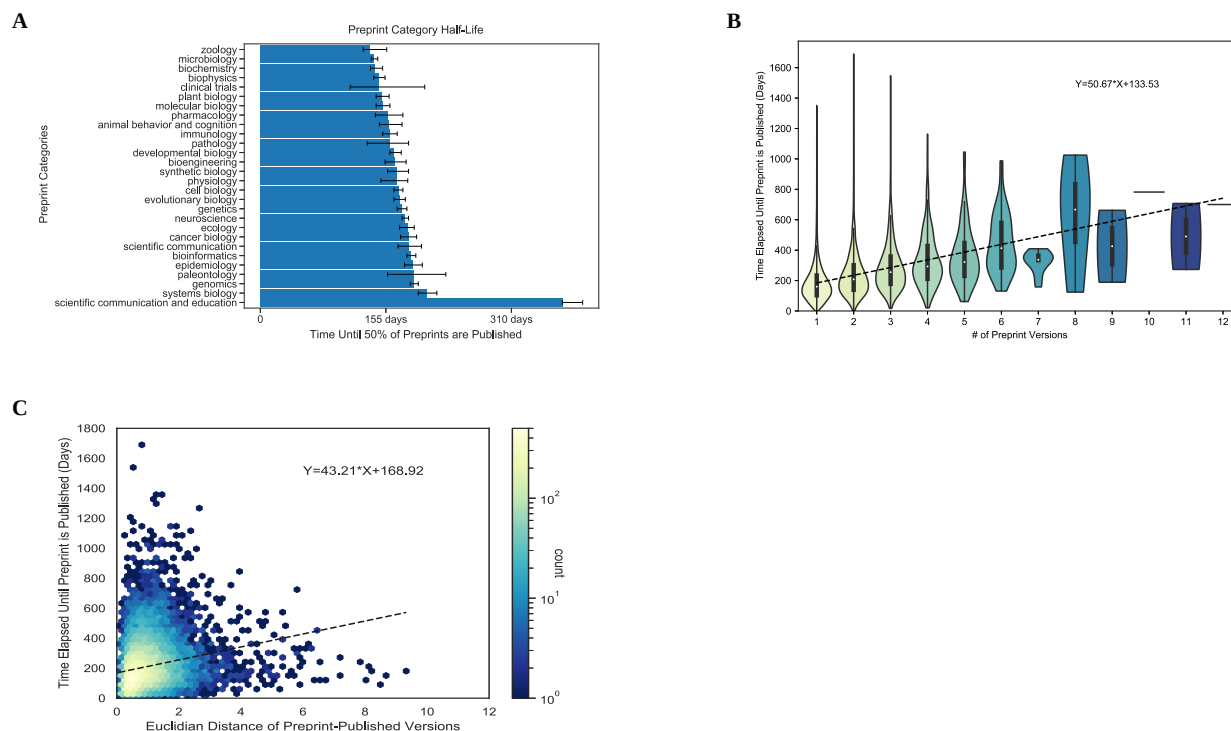 A
Preprint Category Half-Life
Preprint Categories
zoology
microbiology
biochemistry
biophysics
clinical trials
plant biology
molecular biology
pharmacology
animal behavior and cognition
immunology
pathology
developmental biology
bioengineering
synthetic biology
physiology
cell biology
evolutionary biology
genetics
neuroscience
ecology
cancer biology
scientific communication
bioinformatics
epidemiology
paleontology
genomics
systems biology
scientific communication and education
0 155 days 310 days
Time Until 50% of Preprints are Published
B
Time Elapsed Until Preprint is Published (Days)
1600
1400
1200
1000
800
600
400
200
0
Y=50.67*X+133.53
1 2 3 4 5 6 7 8 9 10 11 12
# of Preprint Versions
C
Time Elapsed Until Preprint is Published (Days)
1800
1600
1400
1200
1000
800
600
400
200
0
Y=43.21*X+168.92
0 2 4 6 8 10 12
Euclidian Distance of Preprint-Published Versions
10²
10¹
10⁰
count